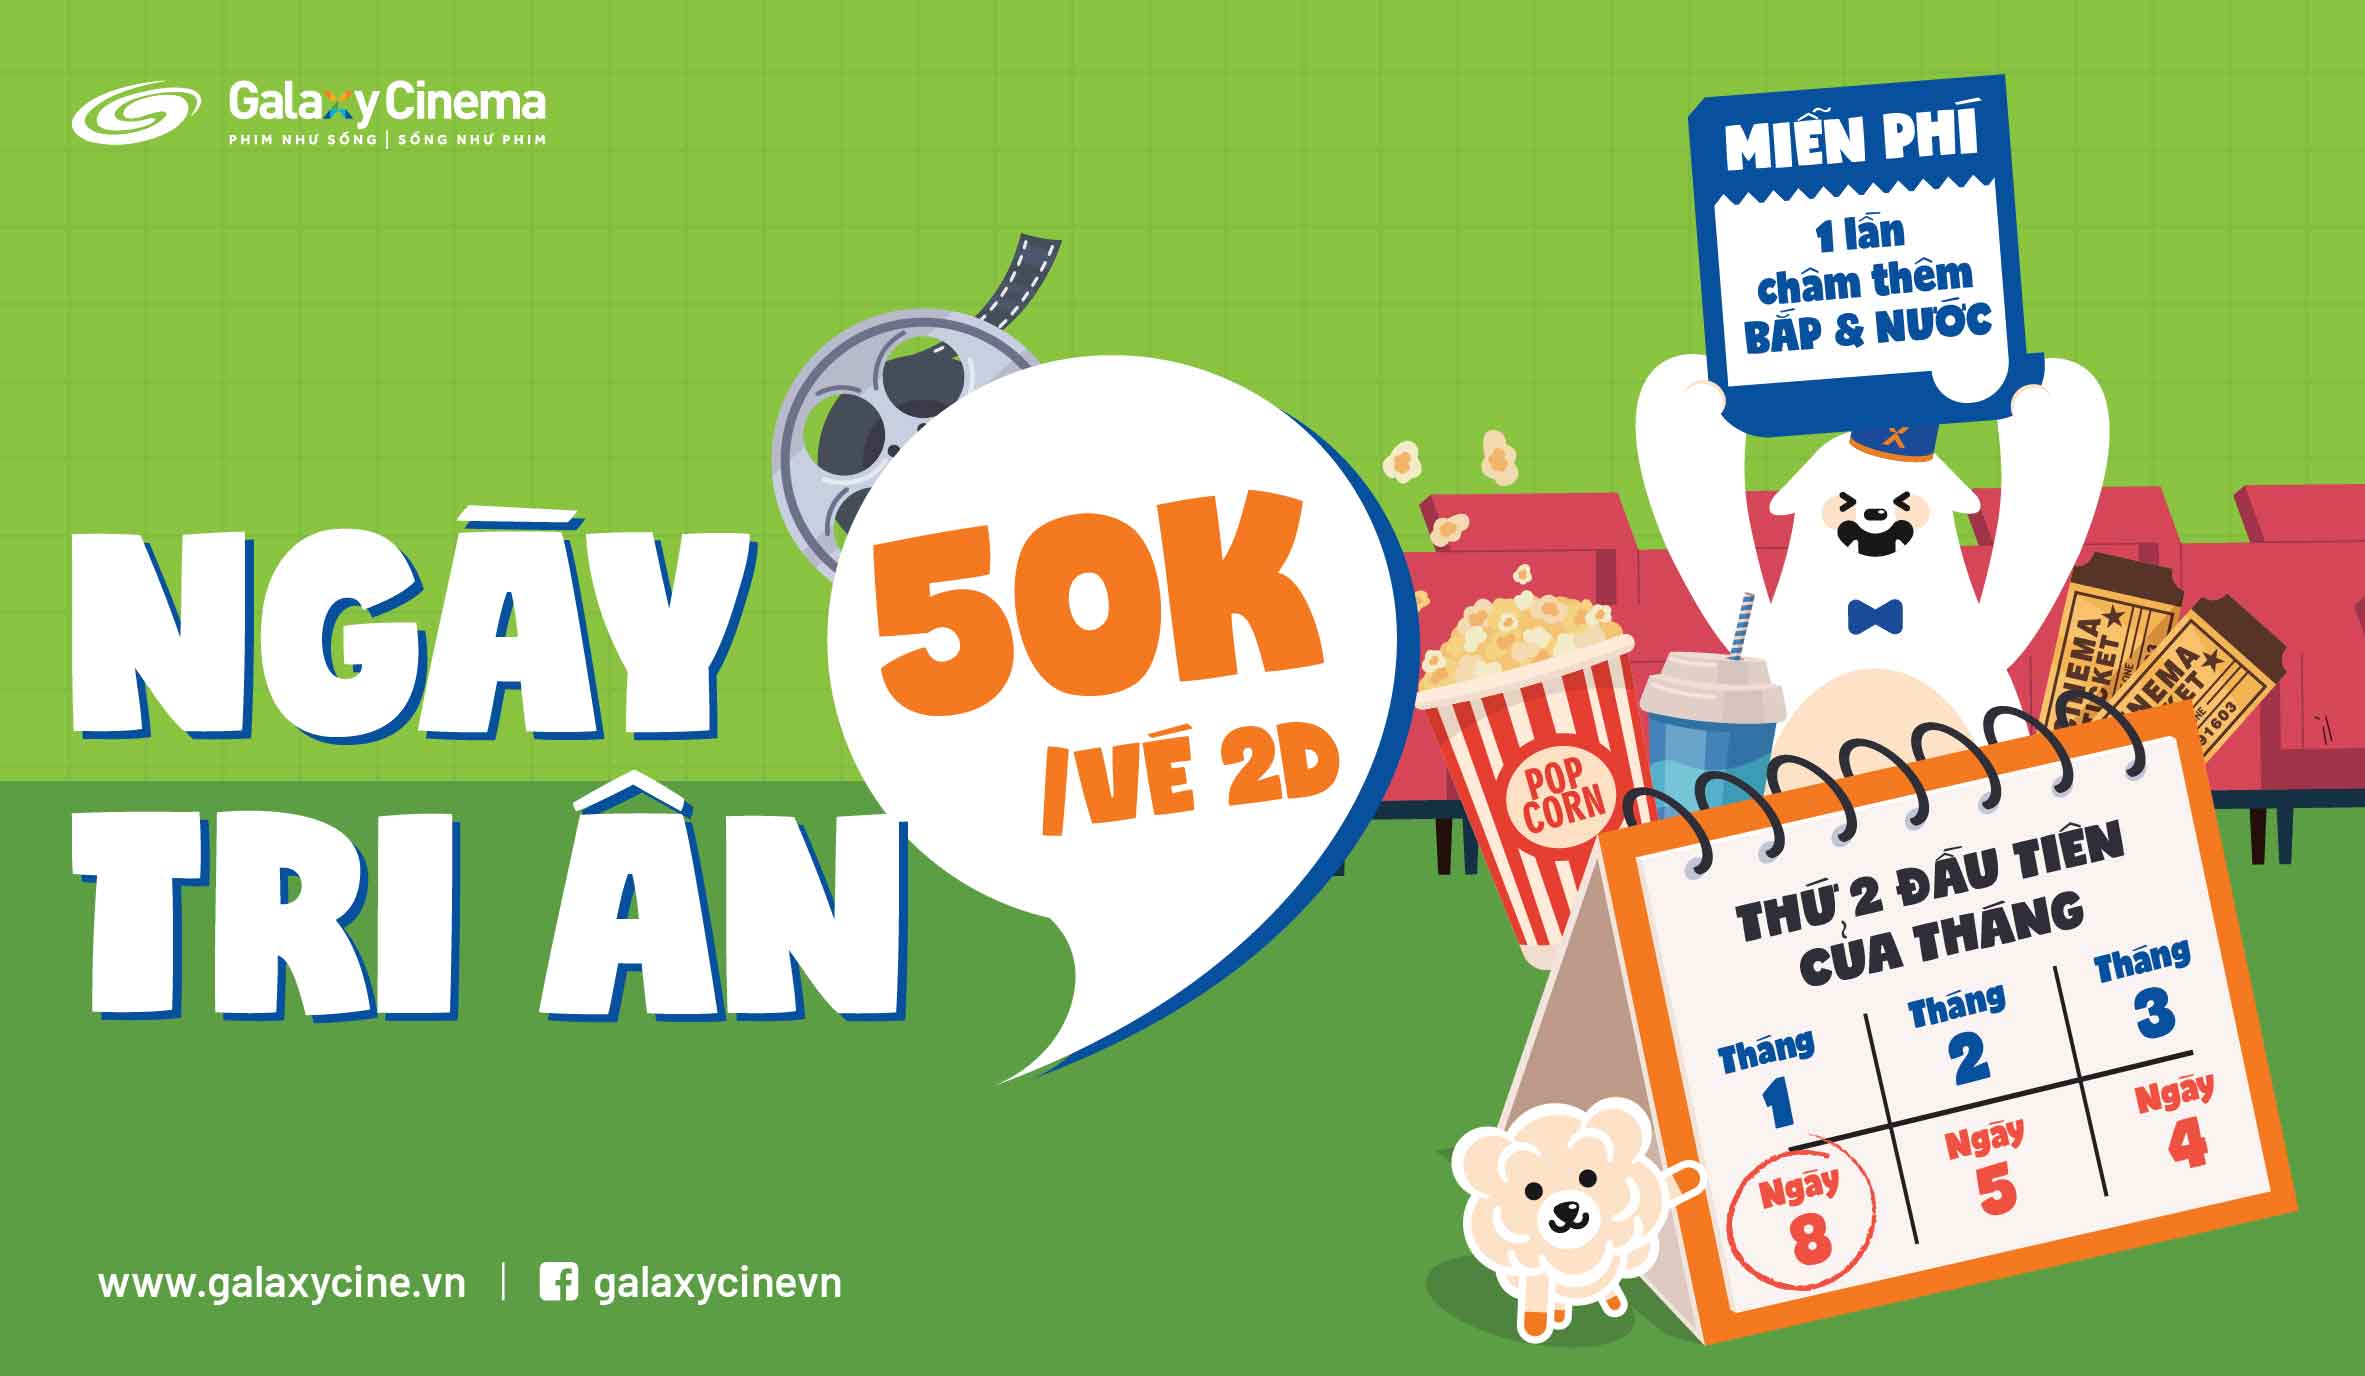 Galaxy Cinema
PHIM NHƯ SỐNG | SỐNG NHƯ PHIM
MIỄN PHÍ
1 lần
châm thêm
BẮP & NƯỚC
NGÀY
TRI ÂN
50K
/VÉ 2D
POP
CORN
CINEMA
TICKET
CINEMA
TICKET
91603
THỨ 2 ĐẦU TIÊN
CỦA THÁNG
Tháng 1
Tháng 2
Tháng 3
Ngày 8
Ngày 5
Ngày 4
www.galaxycine.vn | galaxycinevn